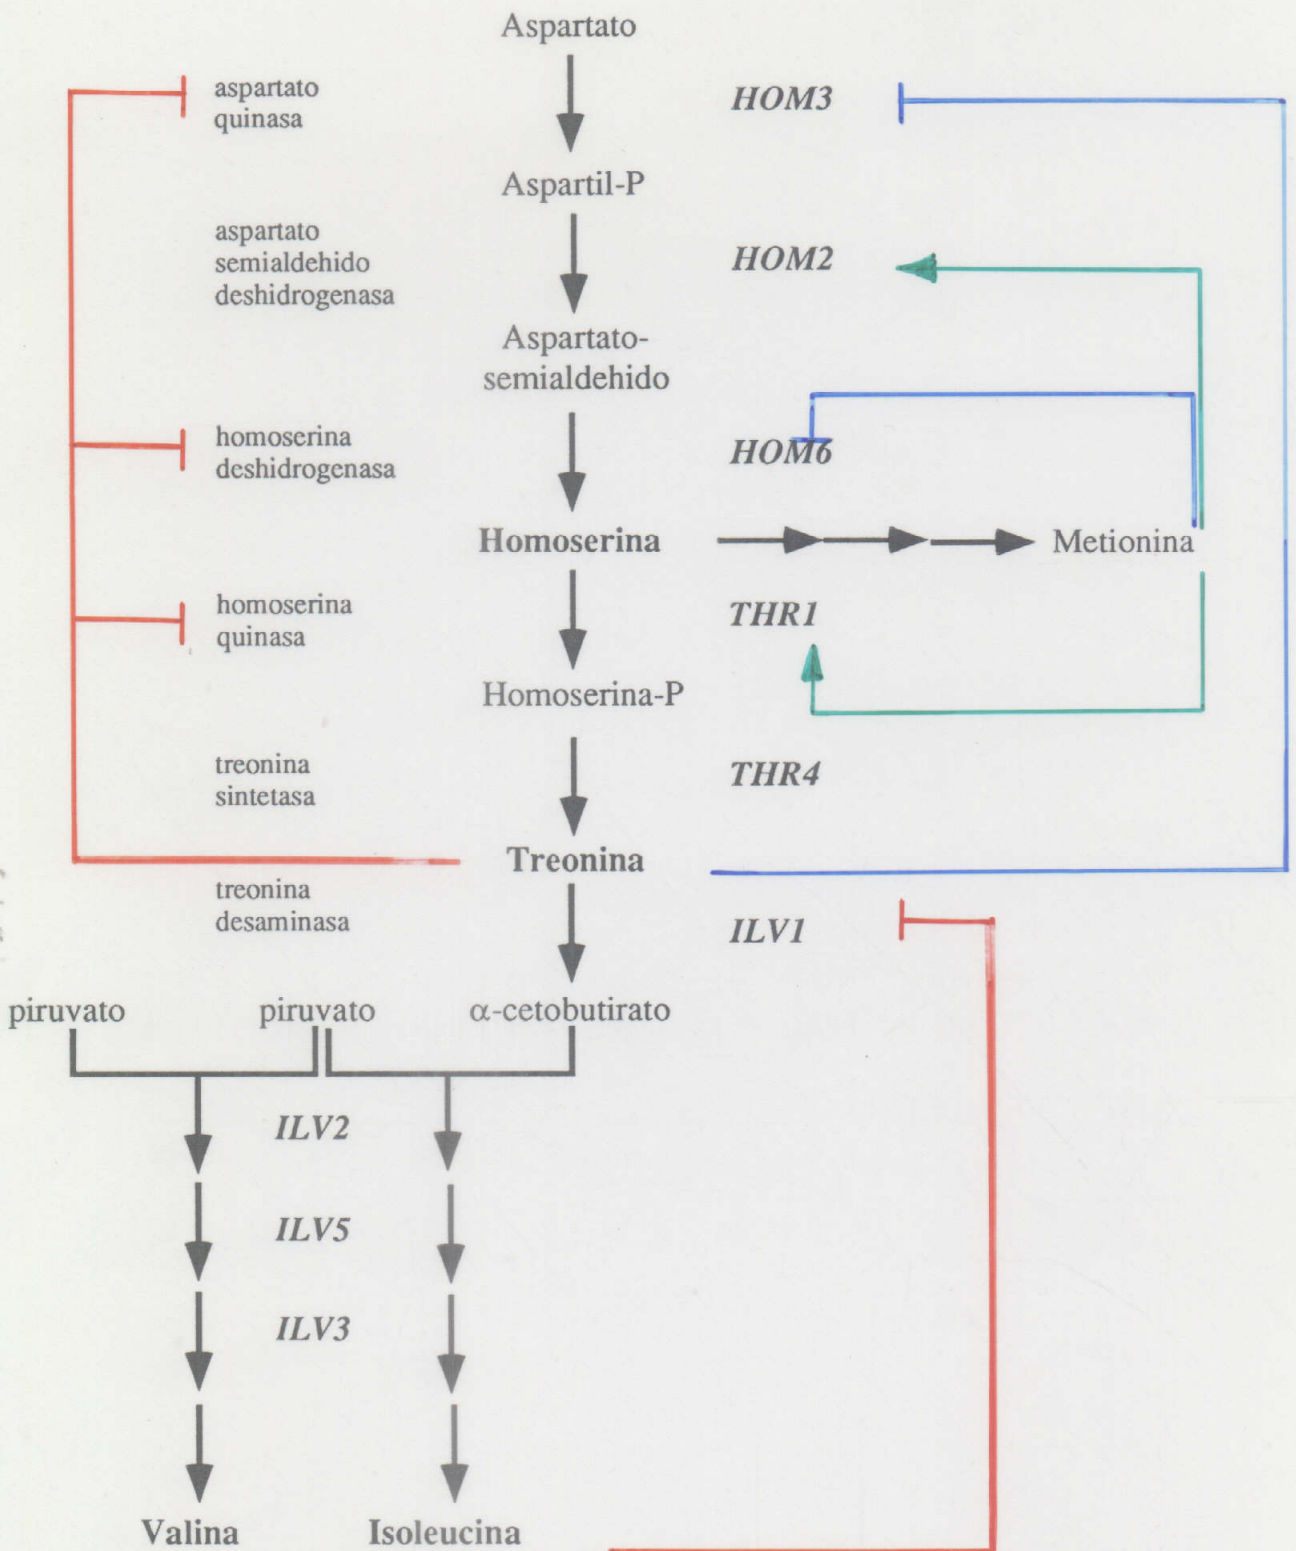 Aspartato
aspartato
quinasa
HOM3
Aspartil-P
aspartato
semialdehido
deshidrogenasa
HOM2
Aspartato-
semialdehido
homoserina
deshidrogenasa
HOM6
Homoserina
Metionina
homoserina
quinasa
THR1
Homoserina-P
treonina
sintetasa
THR4
Treonina
treonina
desaminasa
ILV1
piruvato
piruvato
α-cetobutirato
ILV2
ILV5
ILV3
Valina
Isoleucina